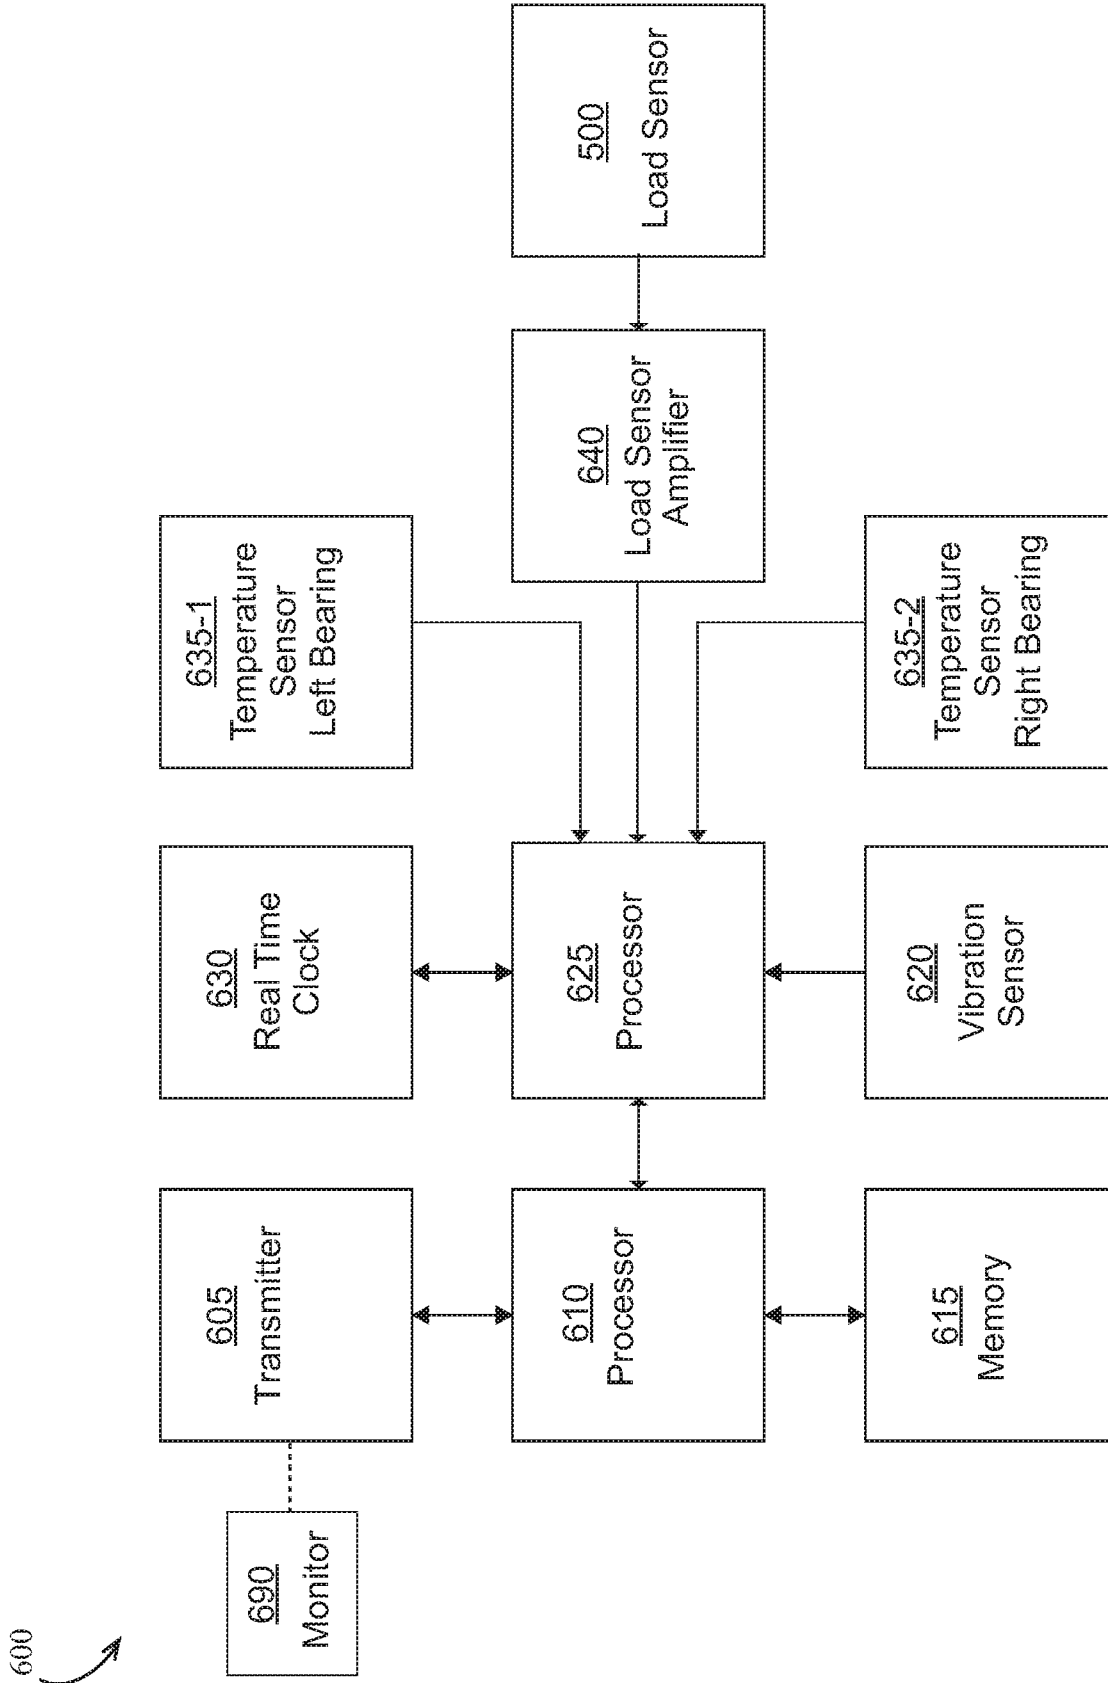 600
690
Monitor
605
Transmitter
630
Real Time
Clock
635-1
Temperature
Sensor
Left Bearing
610
Processor
625
Processor
640
Load Sensor
Amplifier
500
Load Sensor
615
Memory
620
Vibration
Sensor
635-2
Temperature
Sensor
Right Bearing